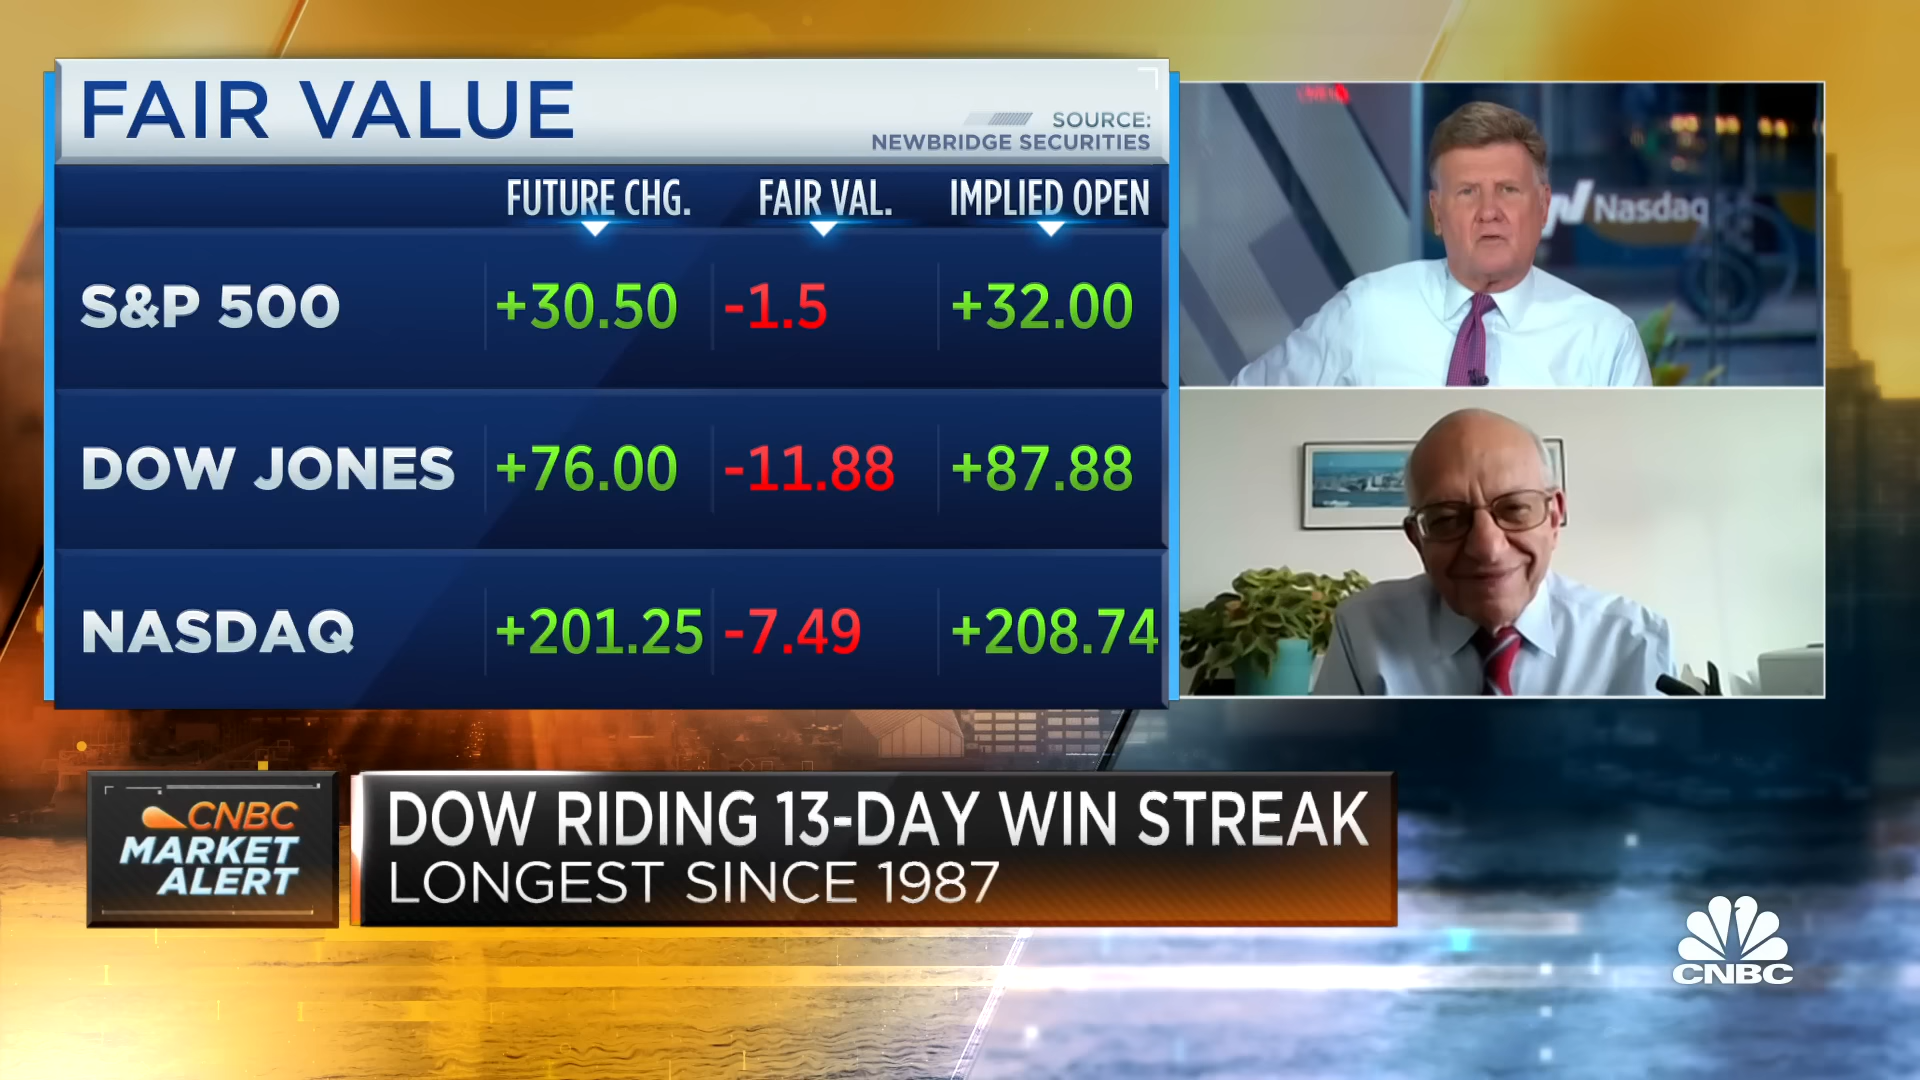 FAIR VALUE
SOURCE:
NEWBRIDGE SECURITIES
FUTURE CHG. FAIR VAL. IMPLIED OPEN
S&P 500 +30.50 -1.5 +32.00
DOW JONES +76.00 -11.88 +87.88
NASDAQ +201.25 -7.49 +208.74
Nasdaq
CNBC
MARKET
ALERT
DOW RIDING 13-DAY WIN STREAK
LONGEST SINCE 1987
CNBC